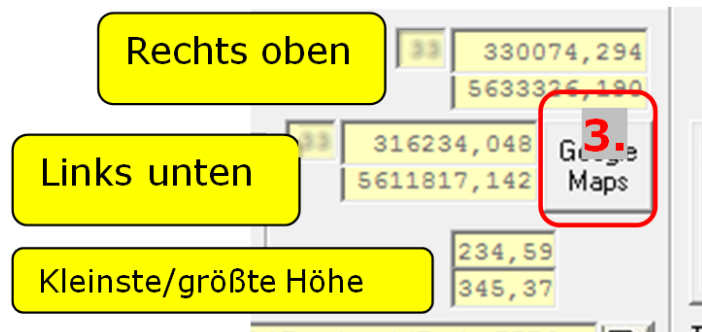 Rechts oben
33
330074,294
5633326,190
Links unten
33
316234,048
5611817,142
3.
Google
Maps
Kleinste/größte Höhe
234,59
345,37